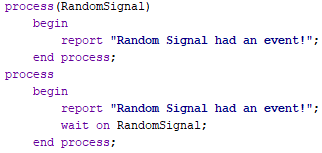 process(RandomSignal)
begin
report "Random Signal had an event!";
end process;
process
begin
report "Random Signal had an event!";
wait on RandomSignal;
end process;